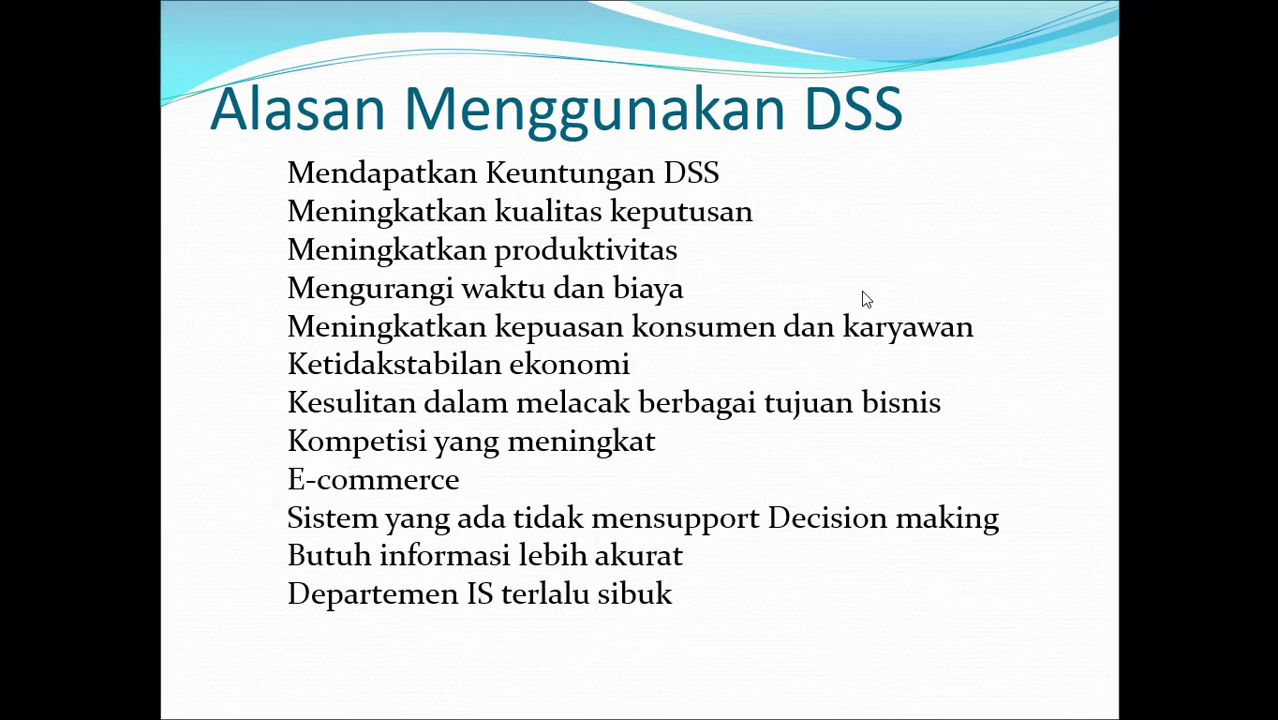 Alasan Menggunakan DSS
Mendapatkan Keuntungan DSS
Meningkatkan kualitas keputusan
Meningkatkan produktivitas
Mengurangi waktu dan biaya
Meningkatkan kepuasan konsumen dan karyawan
Ketidakstabilan ekonomi
Kesulitan dalam melacak berbagai tujuan bisnis
Kompetisi yang meningkat
E-commerce
Sistem yang ada tidak mensupport Decision making
Butuh informasi lebih akurat
Departemen IS terlalu sibuk